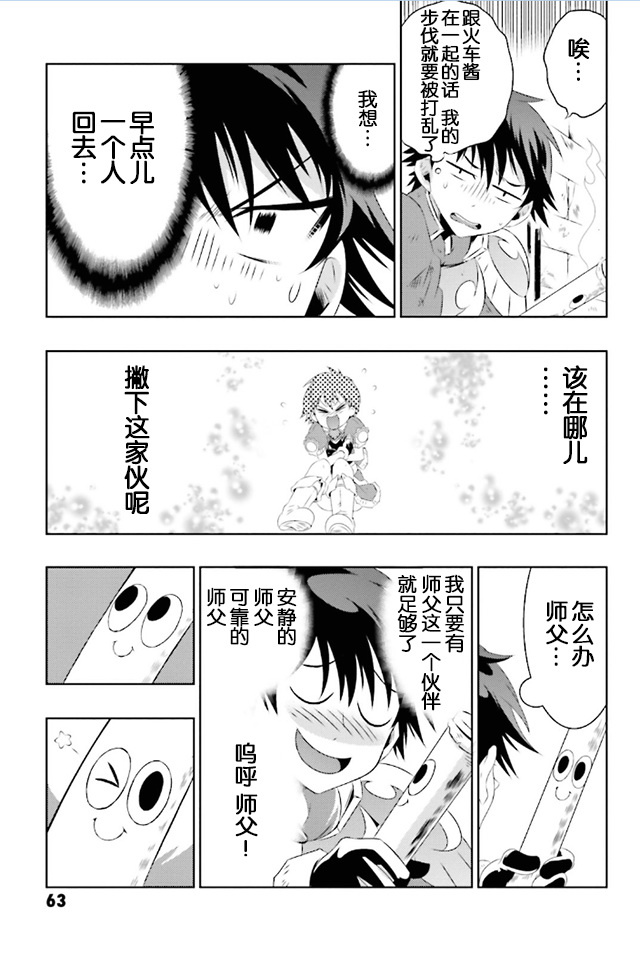 唉…
跟火车酱
在一起的话 我的
步伐就要被打乱了
我想…
早点儿
一个人
回去…
该在哪儿
……
撇下这家伙呢
怎么办
师父…
我只要有
师父这一个伙伴
就足够了
安静的
师父
可靠的
师父
呜呼 师父！
63